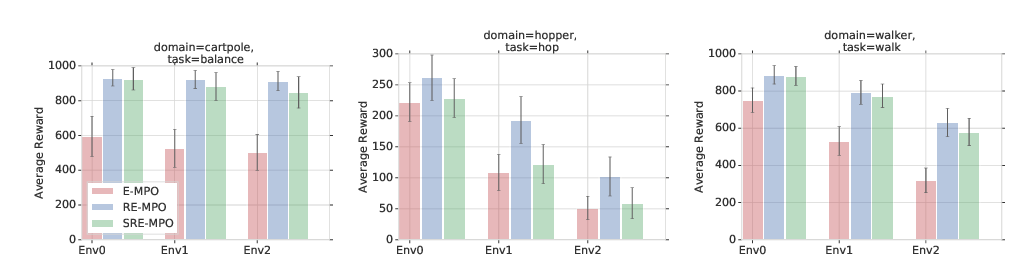 domain=cartpole,
task=balance
Average Reward
1000
800
600
400
200
0
E-MPO
RE-MPO
SRE-MPO
Env0 Env1 Env2
domain=hopper,
task=hop
Average Reward
300
250
200
150
100
50
0
Env0 Env1 Env2
domain=walker,
task=walk
Average Reward
1000
800
600
400
200
0
Env0 Env1 Env2